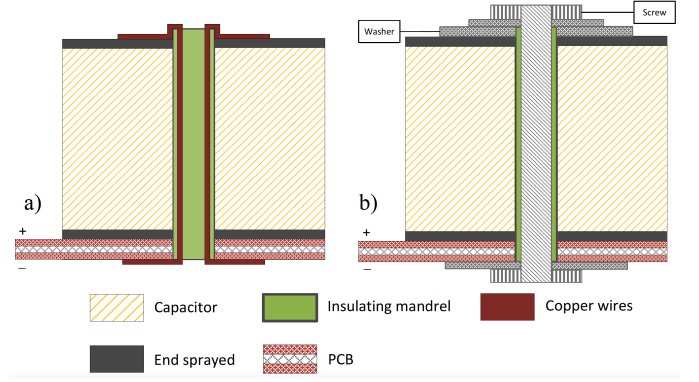 Screw
Washer
a)
b)
+
–
+
–
Capacitor
Insulating mandrel
Copper wires
End sprayed
PCB